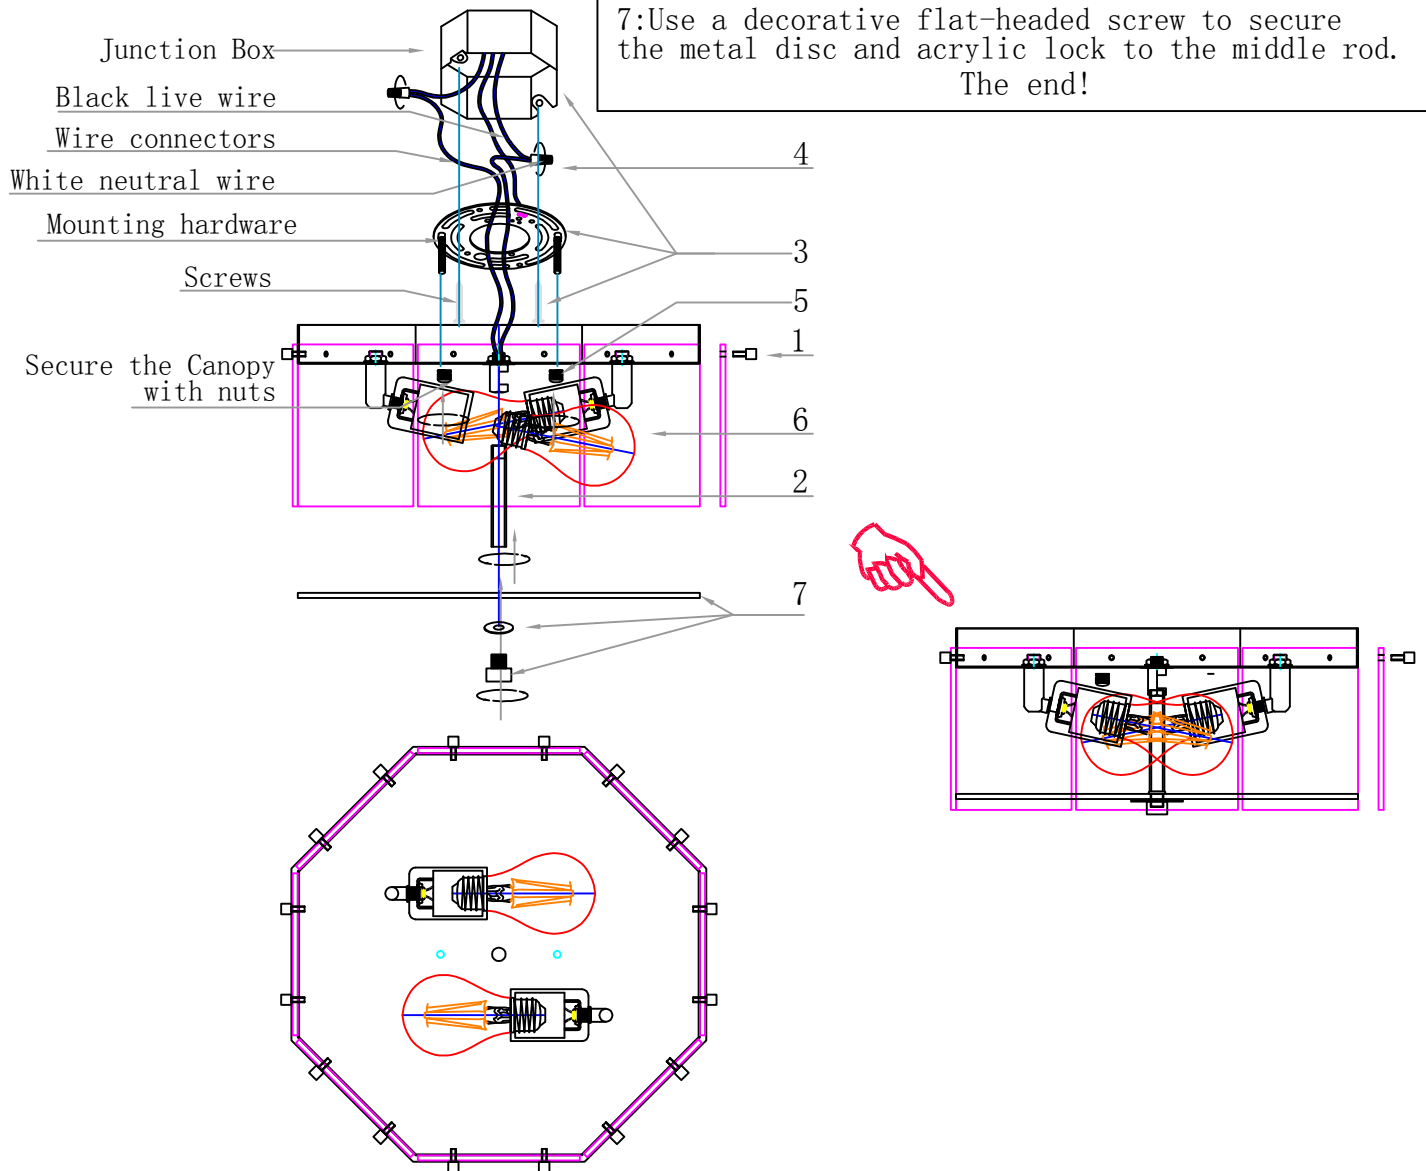 7:Use a decorative flat-headed screw to secure
the metal disc and acrylic lock to the middle rod.
The end!
Junction Box
Black live wire
Wire connectors
White neutral wire
Mounting hardware
Screws
Secure the Canopy
with nuts
4
3
5
1
6
2
7